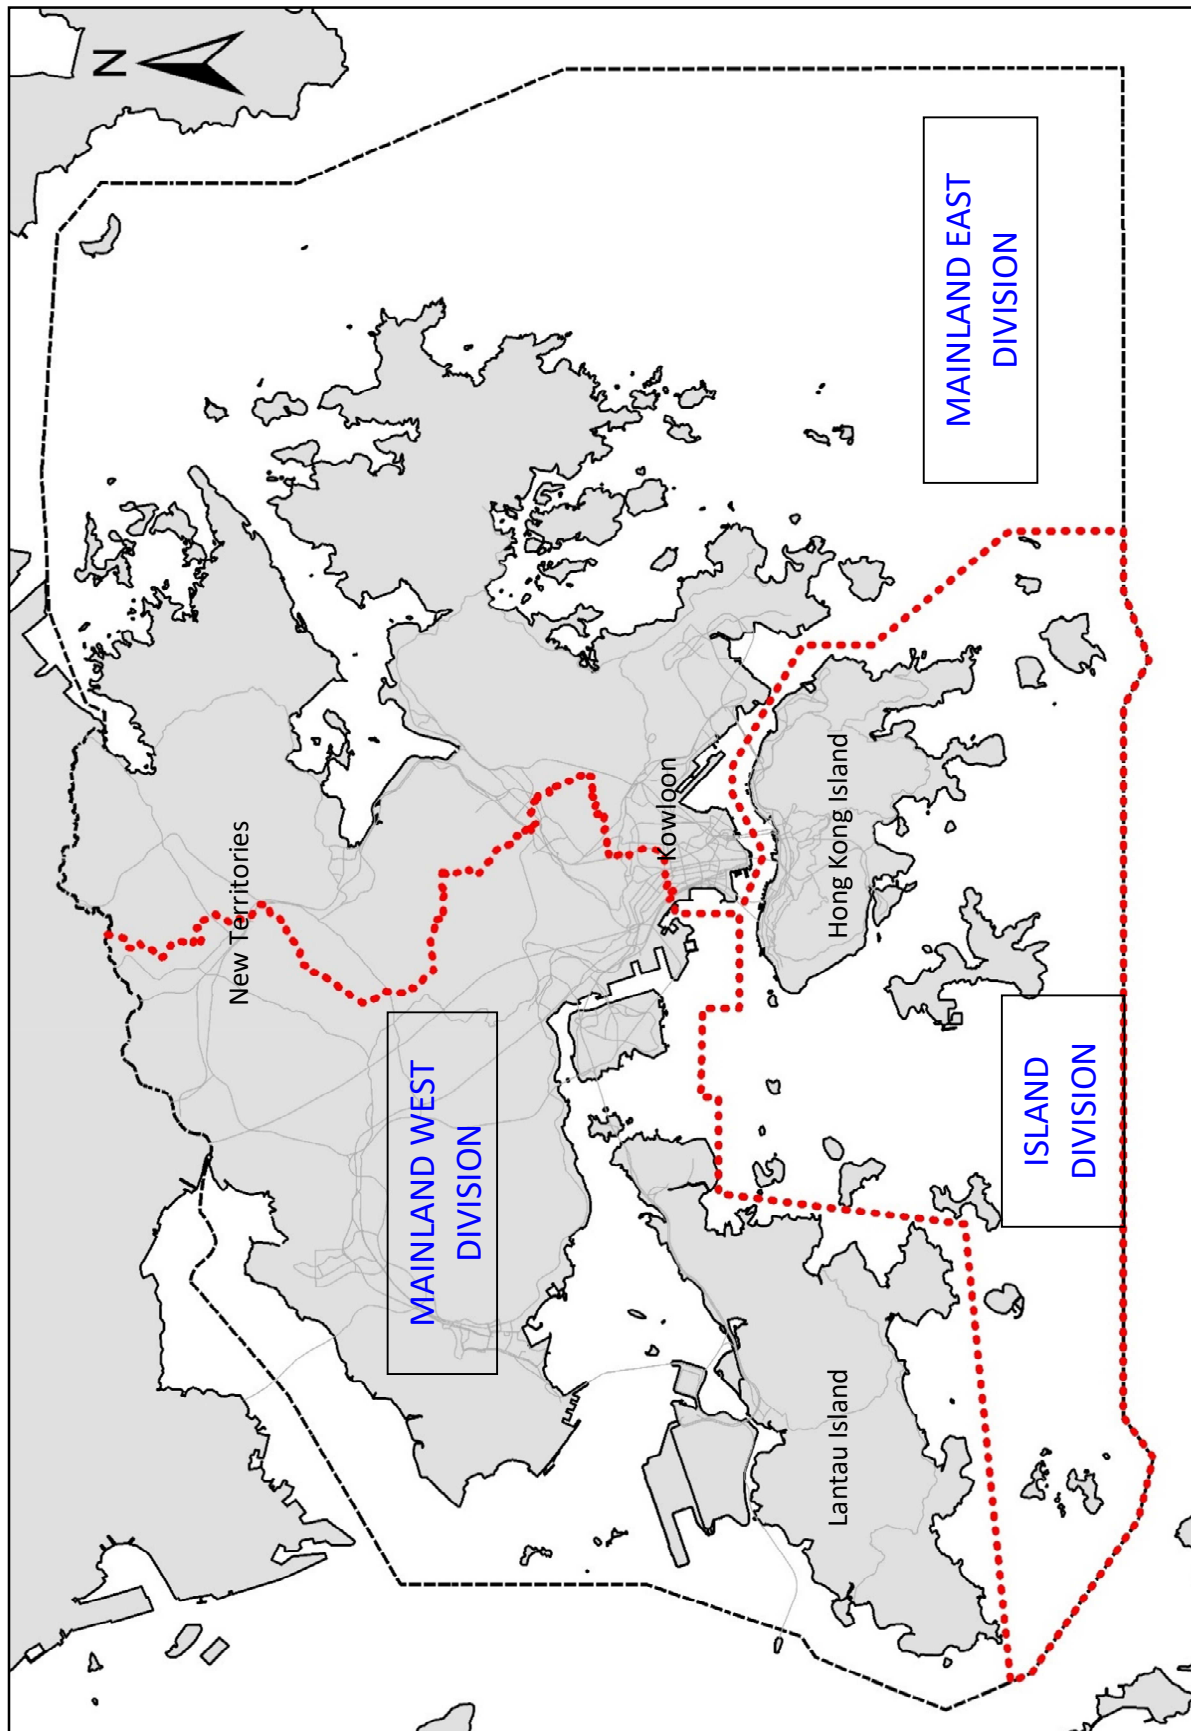 N
New Territories
MAINLAND WEST
DIVISION
Kowloon
MAINLAND EAST
DIVISION
Hong Kong Island
Lantau Island
ISLAND
DIVISION